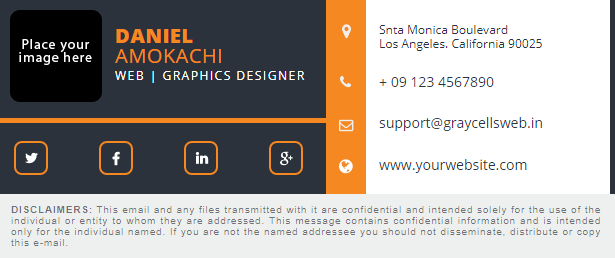 Place your
image here
DANIEL
AMOKACHI
WEB | GRAPHICS DESIGNER
Snta Monica Boulevard
Los Angeles. California 90025
+ 09 123 4567890
support@graycellsweb.in
www.yourwebsite.com
DISCLAIMERS: This email and any files transmitted with it are confidential and intended solely for the use of the
individual or entity to whom they are addressed. This message contains confidential information and is intended
only for the individual named. If you are not the named addressee you should not disseminate, distribute or copy
this e-mail.